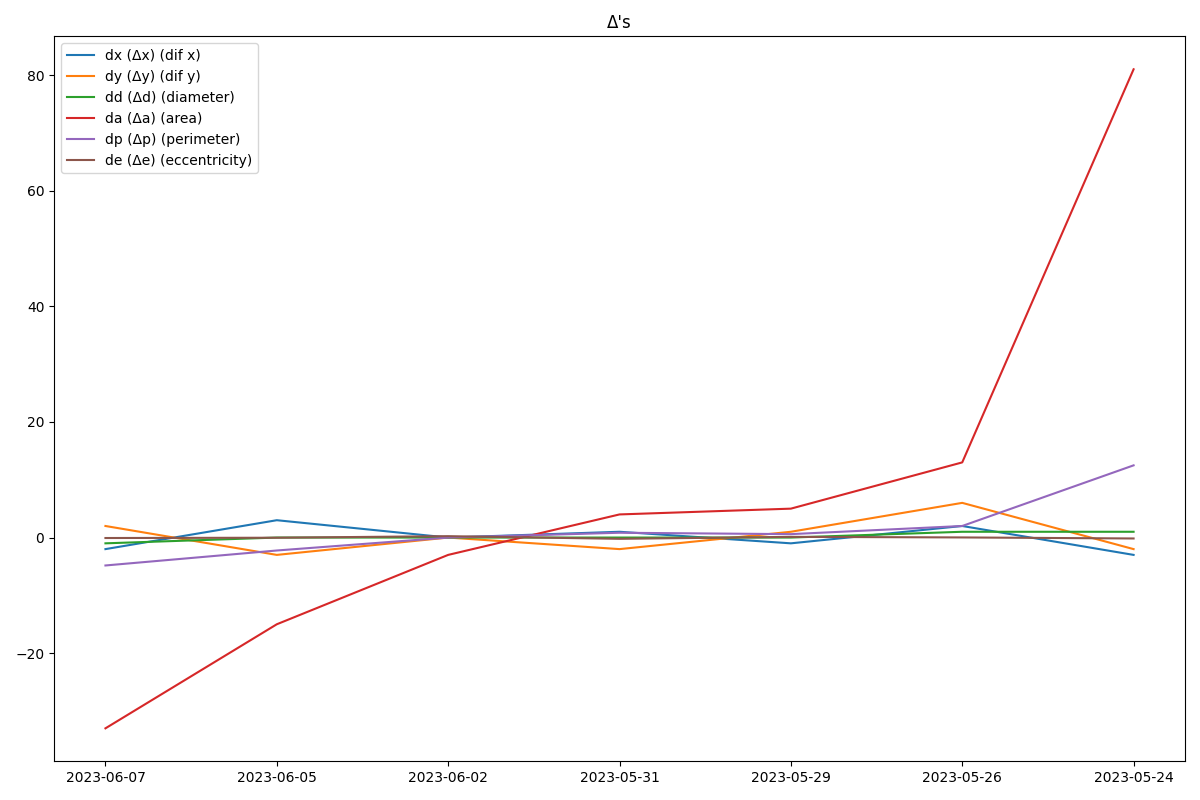 Δ's
dx (Δx) (dif x)
dy (Δy) (dif y)
dd (Δd) (diameter)
da (Δa) (area)
dp (Δp) (perimeter)
de (Δe) (eccentricity)
80
60
40
20
0
−20
2023-06-07 2023-06-05 2023-06-02 2023-05-31 2023-05-29 2023-05-26 2023-05-24